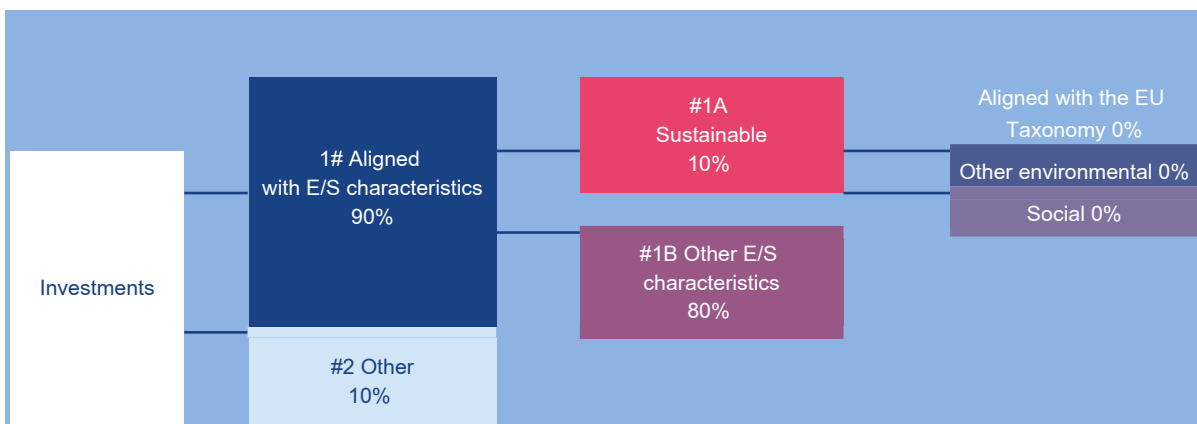 Investments
1# Aligned
with E/S characteristics
90%
#2 Other
10%
#1A
Sustainable
10%
#1B Other E/S
characteristics
80%
Aligned with the EU
Taxonomy 0%
Other environmental 0%
Social 0%